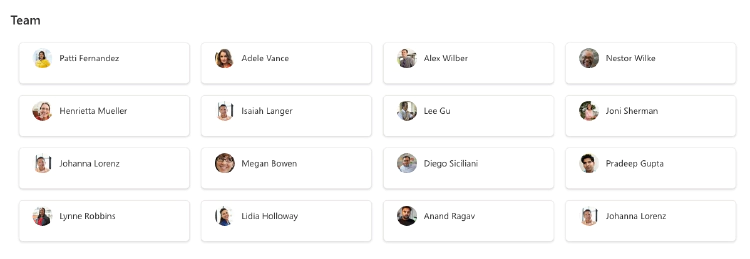 Team
Patti Fernandez
Adele Vance
Alex Wilber
Nestor Wilke
Henrietta Mueller
Isaiah Langer
Lee Gu
Joni Sherman
Johanna Lorenz
Megan Bowen
Diego Siciliani
Pradeep Gupta
Lynne Robbins
Lidia Holloway
Anand Ragav
Johanna Lorenz